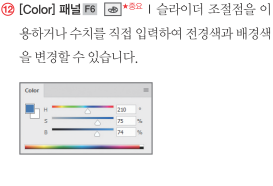 ⑫ [Color] 패널 F6 *중요 | 슬라이더 조절점을 이
용하거나 수치를 직접 입력하여 전경색과 배경색
을 변경할 수 있습니다.
Color
H 210 °
S 75 %
B 74 %